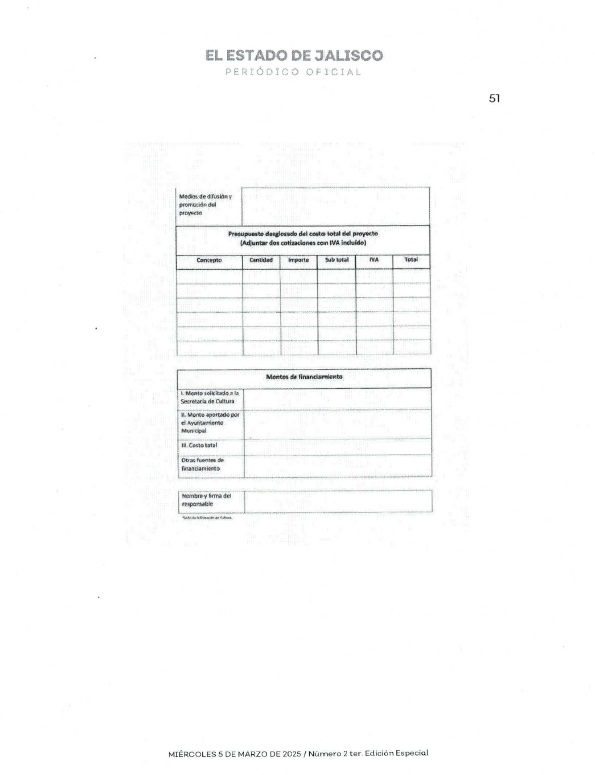 EL ESTADO DE JALISCO
PERIÓDICO OFICIAL
51
Medios de difusión y
promoción del
proyecto
Presupuesto desglosado del costo total del proyecto
(Adjuntar dos cotizaciones con IVA incluido)
Concepto Cantidad Importe Sub total IVA Total
Montos de financiamiento
I. Monto solicitado a la
Secretaría de Cultura
II. Monto aportado por
el Ayuntamiento
Municipal
III. Costo total
Otras fuentes de
financiamiento
Nombre y firma del
responsable
MIÉRCOLES 5 DE MARZO DE 2025 / Número 2 ter. Edición Especial